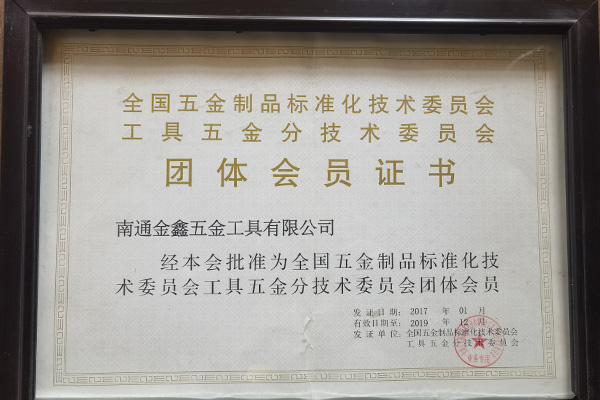 全国五金制品标准化技术委员会
工具五金分技术委员会
团体会员证书
南通金鑫五金工具有限公司
经本会批准为全国五金制品标准化技
术委员会工具五金分技术委员会团体会员
发证日期: 2017 年 01 月
有效日期至: 2019 年 12 月
发证单位: 全国五金制品标准化技术委员会
工具五金分技术委员会